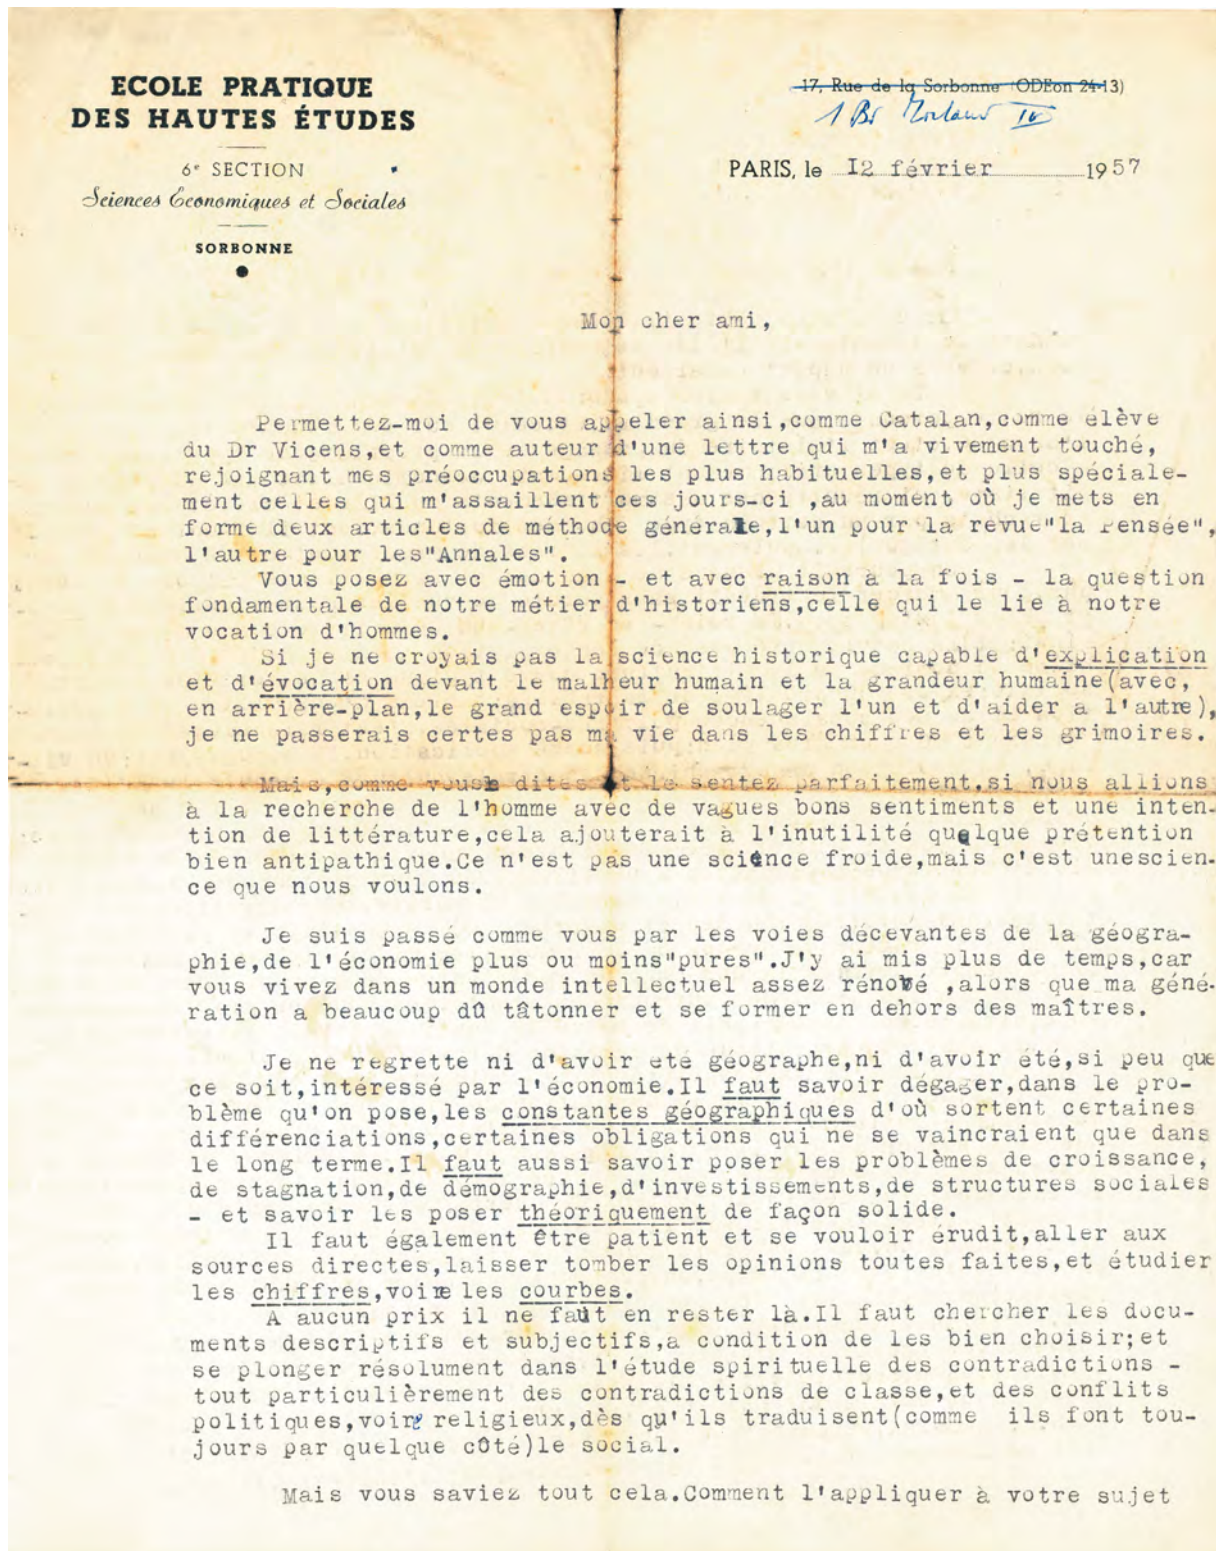 ECOLE PRATIQUE
DES HAUTES ÉTUDES
6e SECTION
Sciences Économiques et Sociales
SORBONNE
17, Rue de la Sorbonne (ODEon 24-13)
1 Bd Morland IV
PARIS, le 12 février 1957
Mon cher ami,
Permettez-moi de vous appeler ainsi,comme Catalan,comme élève
du Dr Vicens,et comme auteur d'une lettre qui m'a vivement touché,
rejoignant mes préoccupations les plus habituelles,et plus spéciale-
ment celles qui m'assaillent ces jours-ci ,au moment où je mets en
forme deux articles de méthode générale,l'un pour la revue"la Pensée",
l'autre pour les"Annales".
Vous posez avec émotion - et avec raison à la fois - la question
fondamentale de notre métier d'historiens,celle qui le lie à notre
vocation d'hommes.
Si je ne croyais pas la science historique capable d'explication
et d'évocation devant le malheur humain et la grandeur humaine(avec,
en arrière-plan,le grand espoir de soulager l'un et d'aider a l'autre),
je ne passerais certes pas ma vie dans les chiffres et les grimoires.
Mais,comme vous le dites et le sentez parfaitement,si nous allions
à la recherche de l'homme avec de vagues bons sentiments et une inten-
tion de littérature,cela ajouterait à l'inutilité quelque prétention
bien antipathique.Ce n'est pas une science froide,mais c'est unescien-
ce que nous voulons.
Je suis passé comme vous par les voies décevantes de la géogra-
phie,de l'économie plus ou moins"pures".J'y ai mis plus de temps,car
vous vivez dans un monde intellectuel assez rénové ,alors que ma géné-
ration a beaucoup dû tâtonner et se former en dehors des maîtres.
Je ne regrette ni d'avoir eté géographe,ni d'avoir été,si peu que
ce soit,intéressé par l'économie.Il faut savoir dégager,dans le pro-
blème qu'on pose,les constantes géographiques d'où sortent certaines
différenciations,certaines obligations qui ne se vaincraient que dans
le long terme.Il faut aussi savoir poser les problèmes de croissance,
de stagnation,de démographie,d'investissements,de structures sociales
- et savoir les poser théoriquement de façon solide.
Il faut également être patient et se vouloir érudit,aller aux
sources directes,laisser tomber les opinions toutes faites,et étudier
les chiffres,voire les courbes.
A aucun prix il ne faut en rester là.Il faut chercher les docu-
ments descriptifs et subjectifs,a condition de les bien choisir;et
se plonger résolument dans l'étude spirituelle des contradictions -
tout particulièrement des contradictions de classe,et des conflits
politiques,voire religieux,dès qu'ils traduisent(comme ils font tou-
jours par quelque côté)le social.
Mais vous saviez tout cela.Comment l'appliquer à votre sujet